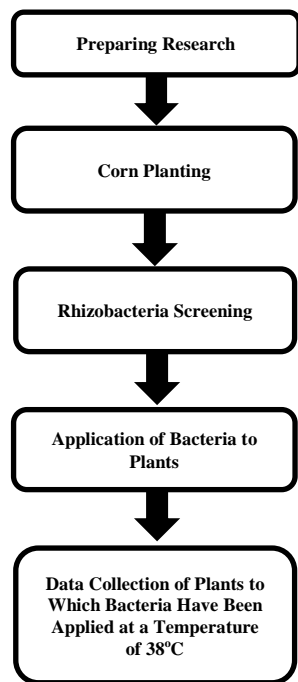 Preparing Research
Corn Planting
Rhizobacteria Screening
Application of Bacteria to
Plants
Data Collection of Plants to
Which Bacteria Have Been
Applied at a Temperature
of 38°C